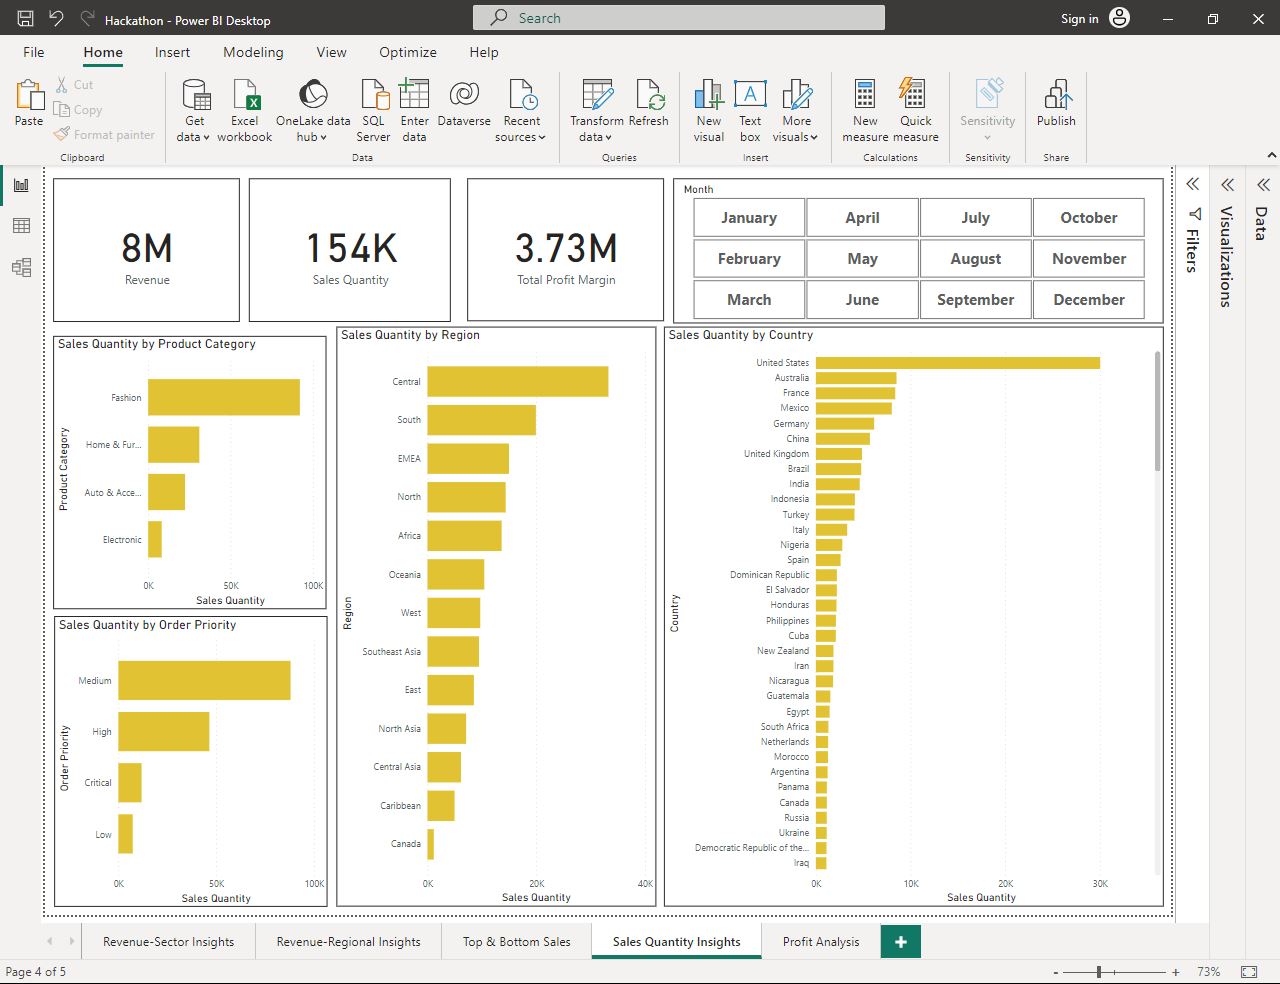 Hackathon - Power BI Desktop
Search
Sign in
File Home Insert Modeling View Optimize Help
Paste
Cut
Copy
Format painter
Clipboard
Get data
Excel workbook
OneLake data hub
SQL Server
Enter data
Dataverse
Recent sources
Data
Transform data
Refresh
Queries
New visual
Text box
More visuals
Insert
New measure
Quick measure
Calculations
Sensitivity
Sensitivity
Publish
Share
8M
Revenue
154K
Sales Quantity
3.73M
Total Profit Margin
Month
January April July October
February May August November
March June September December
Filters
Visualizations
Data
Sales Quantity by Product Category
Product Category
Fashion
Home & Fur...
Auto & Acce...
Electronic
0K 50K 100K
Sales Quantity
Sales Quantity by Order Priority
Order Priority
Medium
High
Critical
Low
0K 50K 100K
Sales Quantity
Sales Quantity by Region
Region
Central
South
EMEA
North
Africa
Oceania
West
Southeast Asia
East
North Asia
Central Asia
Caribbean
Canada
0K 20K 40K
Sales Quantity
Sales Quantity by Country
Country
United States
Australia
France
Mexico
Germany
China
United Kingdom
Brazil
India
Indonesia
Turkey
Italy
Nigeria
Spain
Dominican Republic
El Salvador
Honduras
Philippines
Cuba
New Zealand
Iran
Nicaragua
Guatemala
Egypt
South Africa
Netherlands
Morocco
Argentina
Panama
Canada
Russia
Ukraine
Democratic Republic of the...
Iraq
0K 10K 20K 30K
Sales Quantity
Revenue-Sector Insights
Revenue-Regional Insights
Top & Bottom Sales
Sales Quantity Insights
Profit Analysis
Page 4 of 5
73%